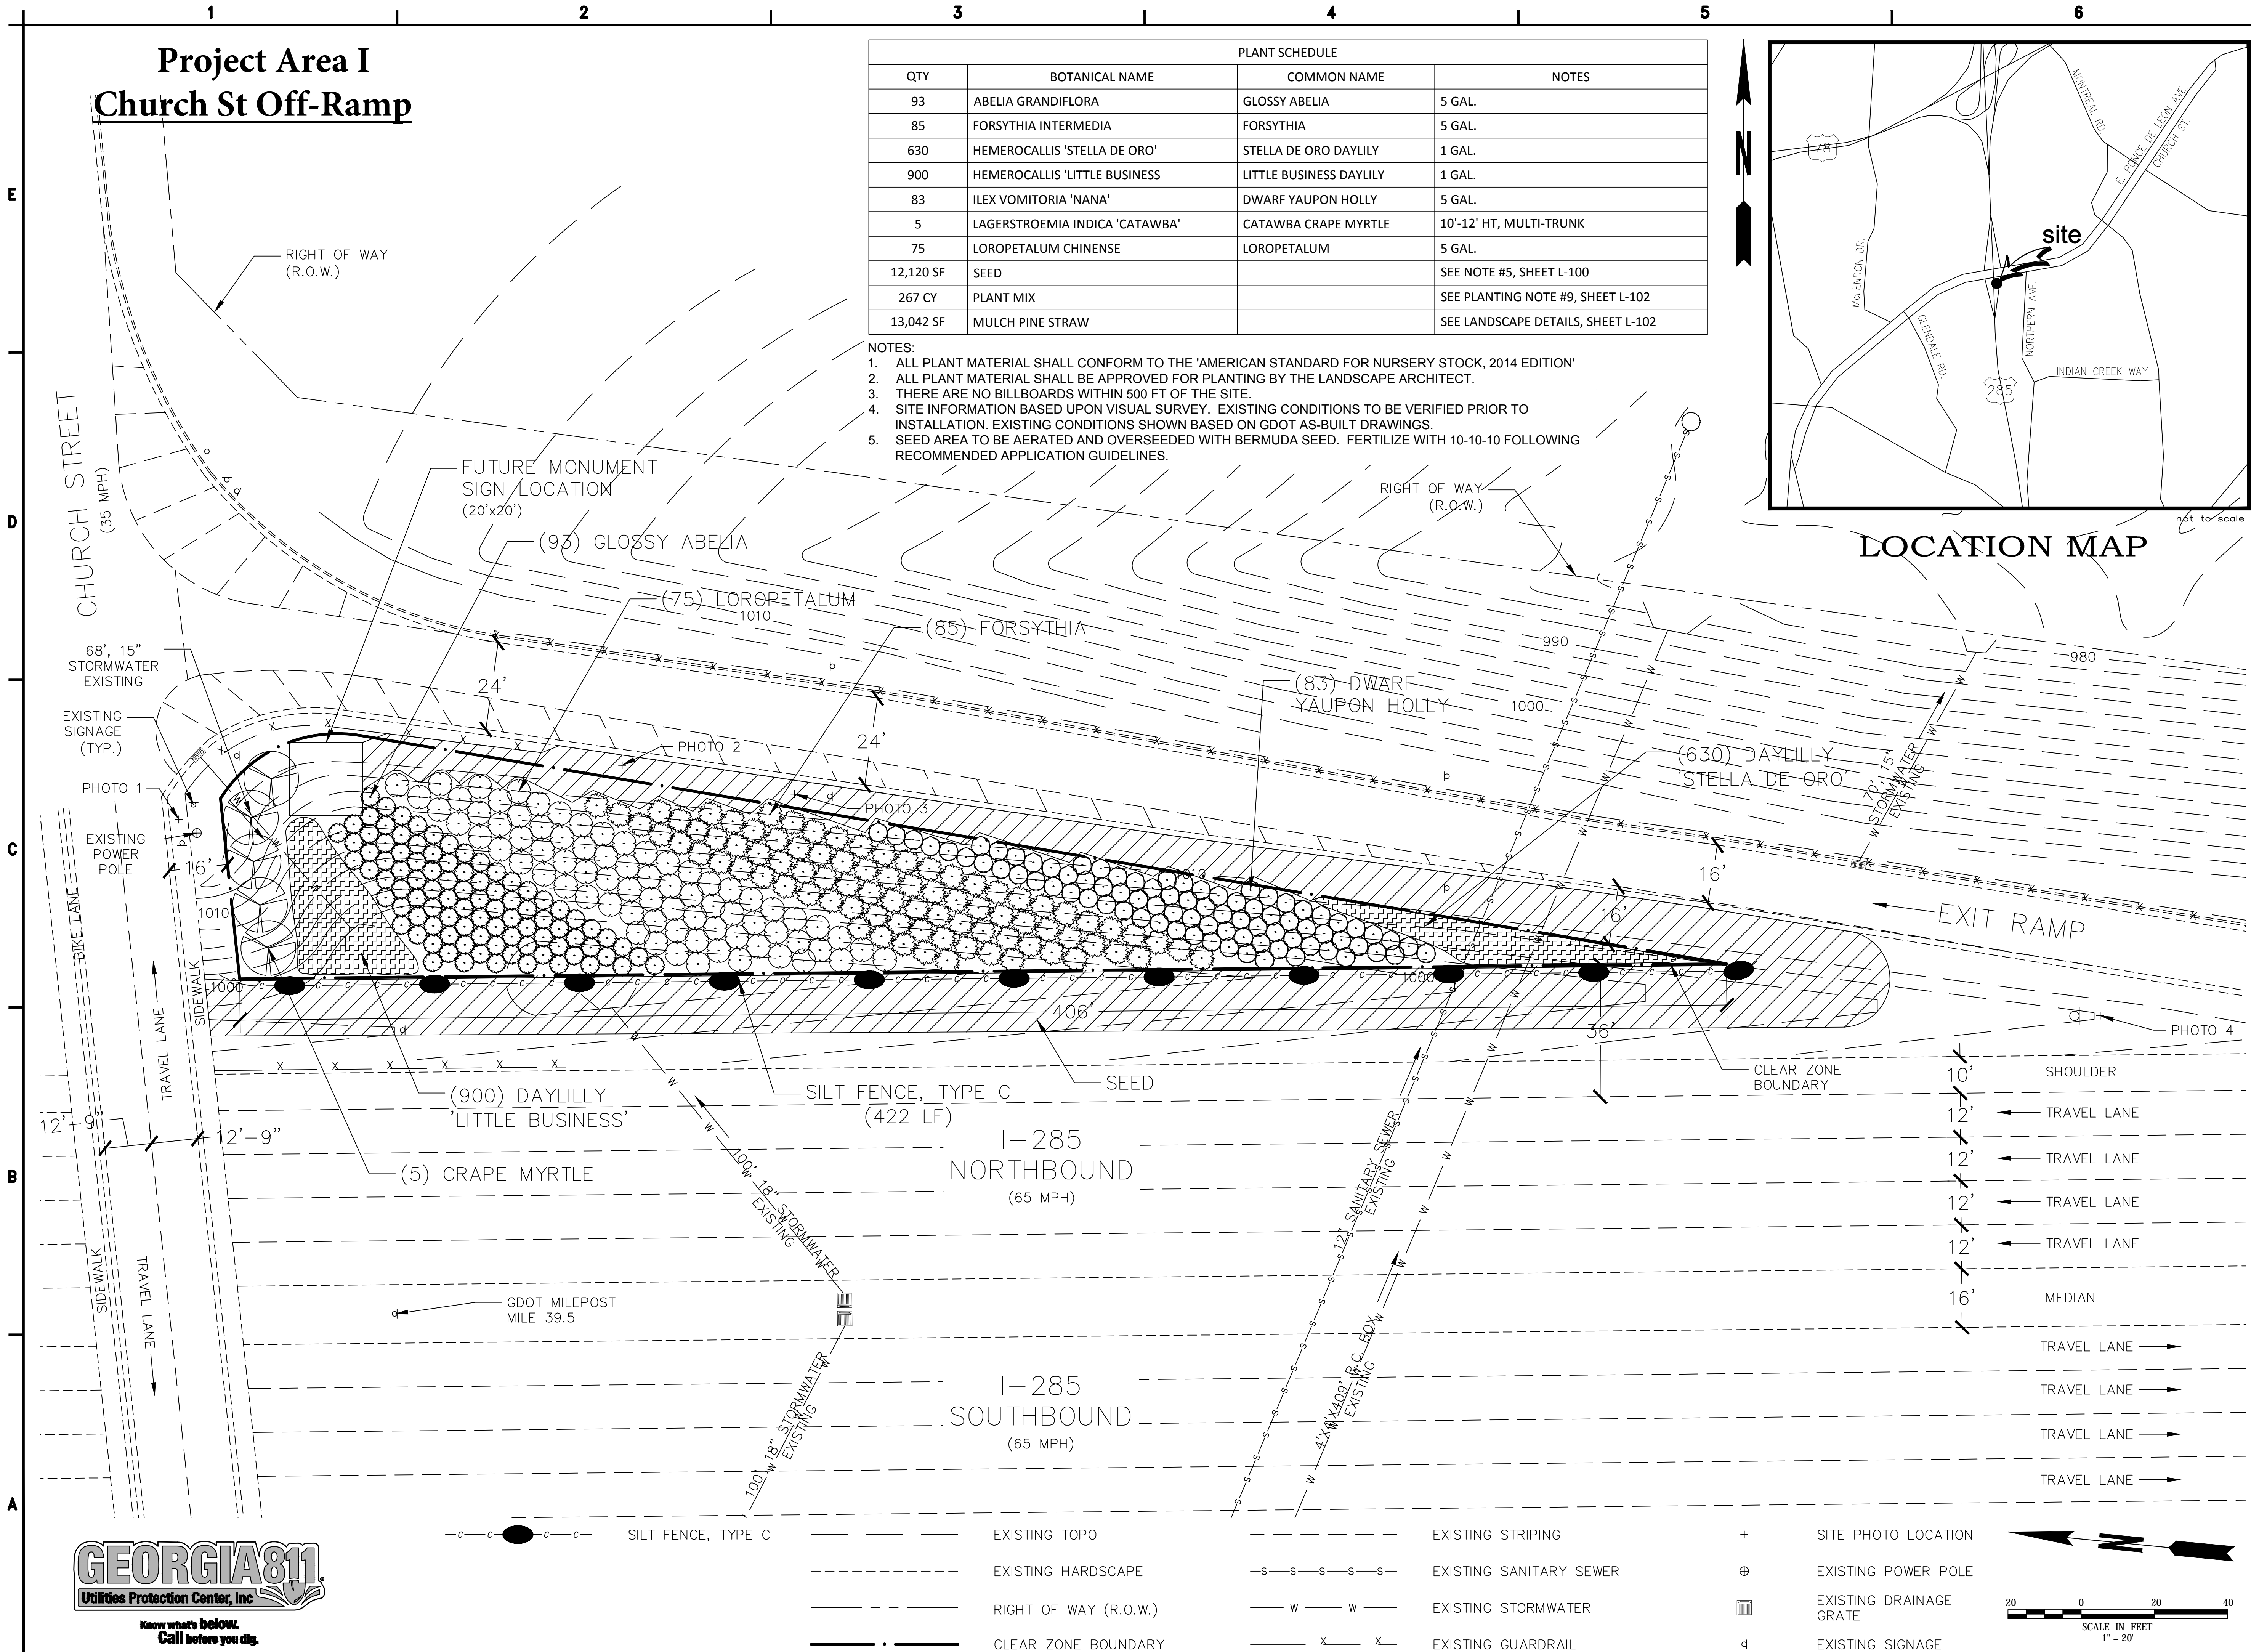 1 2 3 4 5 6
Project Area I
Church St Off-Ramp
PLANT SCHEDULE
QTY BOTANICAL NAME COMMON NAME NOTES
93 ABELIA GRANDIFLORA GLOSSY ABELIA 5 GAL.
85 FORSYTHIA INTERMEDIA FORSYTHIA 5 GAL.
630 HEMEROCALLIS 'STELLA DE ORO' STELLA DE ORO DAYLILY 1 GAL.
900 HEMEROCALLIS 'LITTLE BUSINESS LITTLE BUSINESS DAYLILY 1 GAL.
83 ILEX VOMITORIA 'NANA' DWARF YAUPON HOLLY 5 GAL.
5 LAGERSTROEMIA INDICA 'CATAWBA' CATAWBA CRAPE MYRTLE 10'-12' HT, MULTI-TRUNK
75 LOROPETALUM CHINENSE LOROPETALUM 5 GAL.
12,120 SF SEED SEE NOTE #5, SHEET L-100
267 CY PLANT MIX SEE PLANTING NOTE #9, SHEET L-102
13,042 SF MULCH PINE STRAW SEE LANDSCAPE DETAILS, SHEET L-102
NOTES:
1. ALL PLANT MATERIAL SHALL CONFORM TO THE 'AMERICAN STANDARD FOR NURSERY STOCK, 2014 EDITION'
2. ALL PLANT MATERIAL SHALL BE APPROVED FOR PLANTING BY THE LANDSCAPE ARCHITECT.
3. THERE ARE NO BILLBOARDS WITHIN 500 FT OF THE SITE.
4. SITE INFORMATION BASED UPON VISUAL SURVEY. EXISTING CONDITIONS TO BE VERIFIED PRIOR TO
INSTALLATION. EXISTING CONDITIONS SHOWN BASED ON GDOT AS-BUILT DRAWINGS.
5. SEED AREA TO BE AERATED AND OVERSEEDED WITH BERMUDA SEED. FERTILIZE WITH 10-10-10 FOLLOWING
RECOMMENDED APPLICATION GUIDELINES.
N
78
MONTREAL RD.
E. PONCE DE LEON AVE.
CHURCH ST.
site
McLENDON DR.
GLENDALE RD.
NORTHERN AVE.
INDIAN CREEK WAY
285
not to scale
LOCATION MAP
E
D
C
B
A
RIGHT OF WAY
(R.O.W.)
CHURCH STREET
(35 MPH)
FUTURE MONUMENT
SIGN LOCATION
(20'x20')
(93) GLOSSY ABELIA
(75) LOROPETALUM
1010
(85) FORSYTHIA
RIGHT OF WAY
(R.O.W.)
990
980
1000
(83) DWARF
YAUPON HOLLY
(630) DAYLILLY
'STELLA DE ORO'
70', 15"
STORMWATER
EXISTING
68', 15"
STORMWATER
EXISTING
EXISTING
SIGNAGE
(TYP.)
PHOTO 1
EXISTING
POWER
POLE
24'
24'
PHOTO 2
PHOTO 3
16'
16'
16'
1010
1010
1000
1000
EXIT RAMP
PHOTO 4
406'
36'
BIKE LANE
TRAVEL LANE
SIDEWALK
12'-9"
12'-9"
SIDEWALK
TRAVEL LANE
(900) DAYLILLY
'LITTLE BUSINESS'
(5) CRAPE MYRTLE
SILT FENCE, TYPE C
(422 LF)
SEED
CLEAR ZONE
BOUNDARY
10' SHOULDER
12' TRAVEL LANE
12' TRAVEL LANE
12' TRAVEL LANE
12' TRAVEL LANE
16' MEDIAN
TRAVEL LANE
TRAVEL LANE
TRAVEL LANE
TRAVEL LANE
I-285
NORTHBOUND
(65 MPH)
100' 18" STORMWATER
EXISTING
12" SANITARY SEWER
EXISTING
GDOT MILEPOST
MILE 39.5
I-285
SOUTHBOUND
(65 MPH)
100' 18" STORMWATER
EXISTING
4'X4'X409' R.C. BOX
EXISTING
GEORGIA811
Utilities Protection Center, Inc
Know what's below.
Call before you dig.
SILT FENCE, TYPE C
EXISTING TOPO
EXISTING HARDSCAPE
RIGHT OF WAY (R.O.W.)
CLEAR ZONE BOUNDARY
EXISTING STRIPING
EXISTING SANITARY SEWER
EXISTING STORMWATER
EXISTING GUARDRAIL
SITE PHOTO LOCATION
EXISTING POWER POLE
EXISTING DRAINAGE
GRATE
EXISTING SIGNAGE
N
20 0 20 40
SCALE IN FEET
1" = 20'